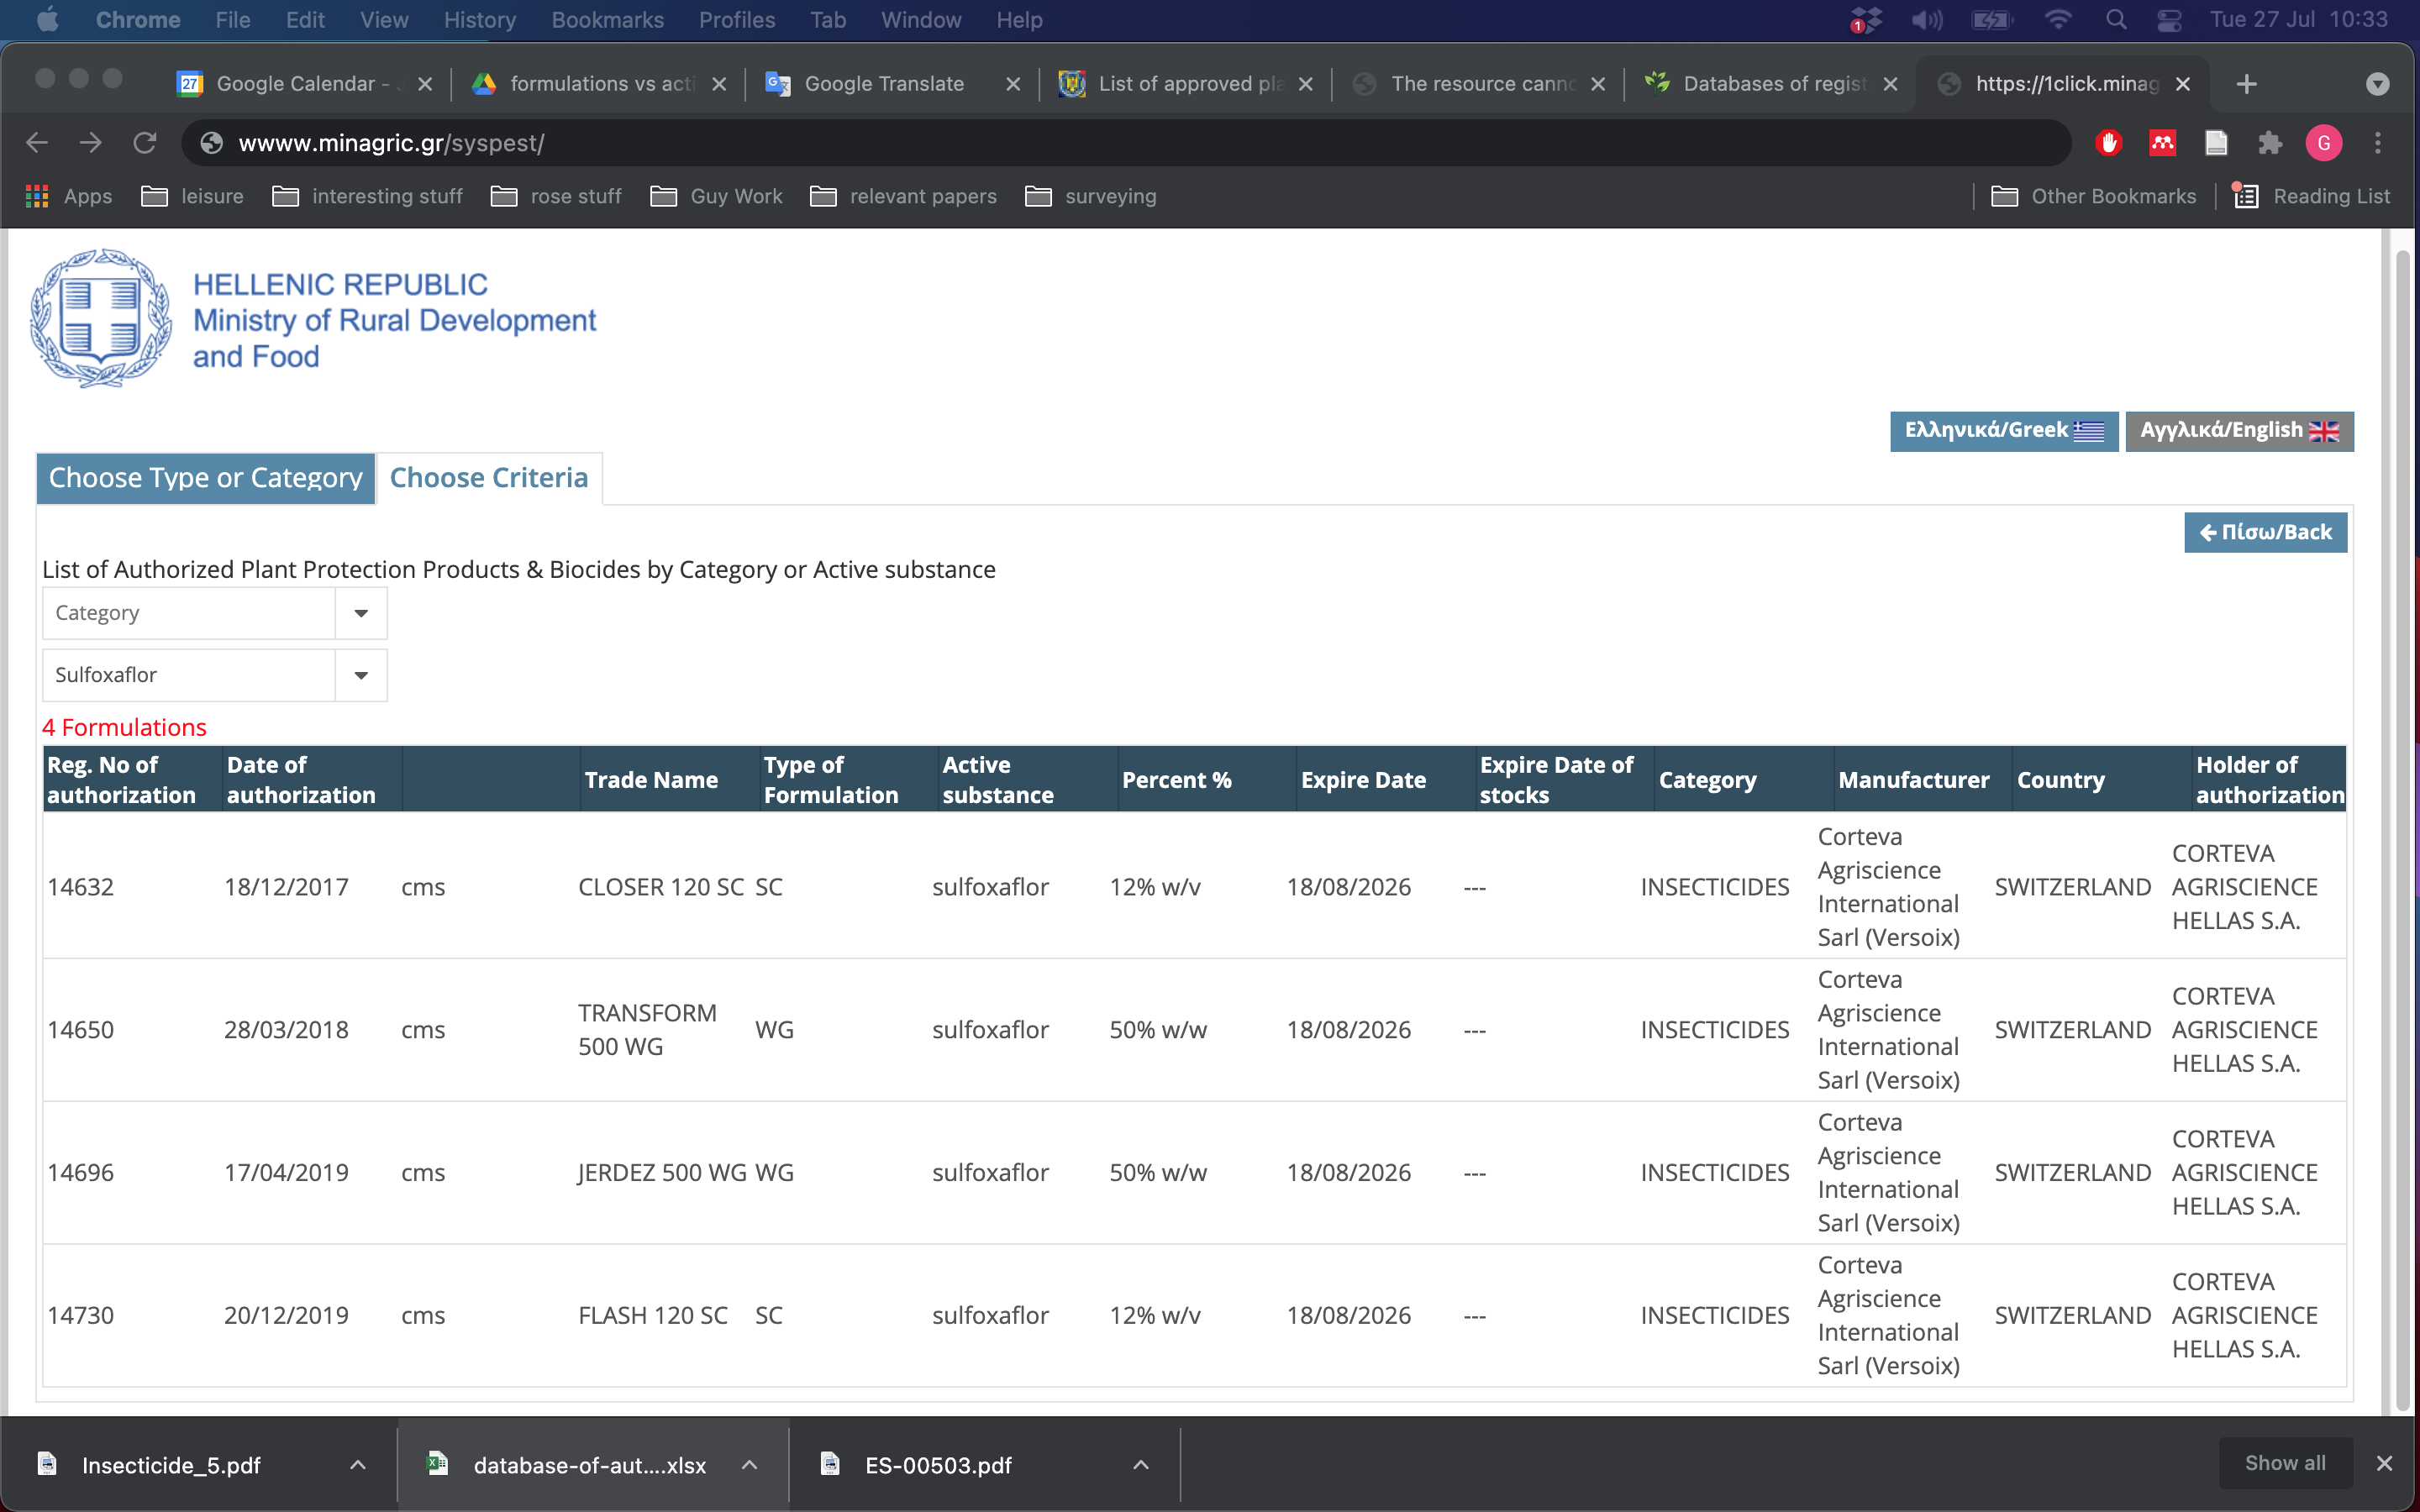 Chrome File Edit View History Bookmarks Profiles Tab Window Help 1 Tue 27 Jul 10:33
27 Google Calendar - formulations vs acti Google Translate List of approved pla The resource canno Databases of regist https://1click.minag
wwww.minagric.gr/syspest/ G
Apps leisure interesting stuff rose stuff Guy Work relevant papers surveying Other Bookmarks Reading List
HELLENIC REPUBLIC
Ministry of Rural Development
and Food
Ελληνικά/Greek Αγγλικά/English
Choose Type or Category Choose Criteria
Πίσω/Back
List of Authorized Plant Protection Products & Biocides by Category or Active substance
Category
Sulfoxaflor
4 Formulations
Reg. No of authorization Date of authorization Trade Name Type of Formulation Active substance Percent % Expire Date Expire Date of stocks Category Manufacturer Country Holder of authorization
14632 18/12/2017 cms CLOSER 120 SC SC sulfoxaflor 12% w/v 18/08/2026 --- INSECTICIDES Corteva Agriscience International Sarl (Versoix) SWITZERLAND CORTEVA AGRISCIENCE HELLAS S.A.
14650 28/03/2018 cms TRANSFORM 500 WG WG sulfoxaflor 50% w/w 18/08/2026 --- INSECTICIDES Corteva Agriscience International Sarl (Versoix) SWITZERLAND CORTEVA AGRISCIENCE HELLAS S.A.
14696 17/04/2019 cms JERDEZ 500 WG WG sulfoxaflor 50% w/w 18/08/2026 --- INSECTICIDES Corteva Agriscience International Sarl (Versoix) SWITZERLAND CORTEVA AGRISCIENCE HELLAS S.A.
14730 20/12/2019 cms FLASH 120 SC SC sulfoxaflor 12% w/v 18/08/2026 --- INSECTICIDES Corteva Agriscience International Sarl (Versoix) SWITZERLAND CORTEVA AGRISCIENCE HELLAS S.A.
Insecticide_5.pdf database-of-aut....xlsx ES-00503.pdf Show all